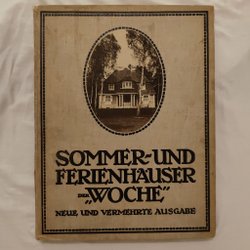 SOMMER- UND
FERIENHÄUSER
DER „WOCHE”
NEUE UND VERMEHRTE AUSGABE